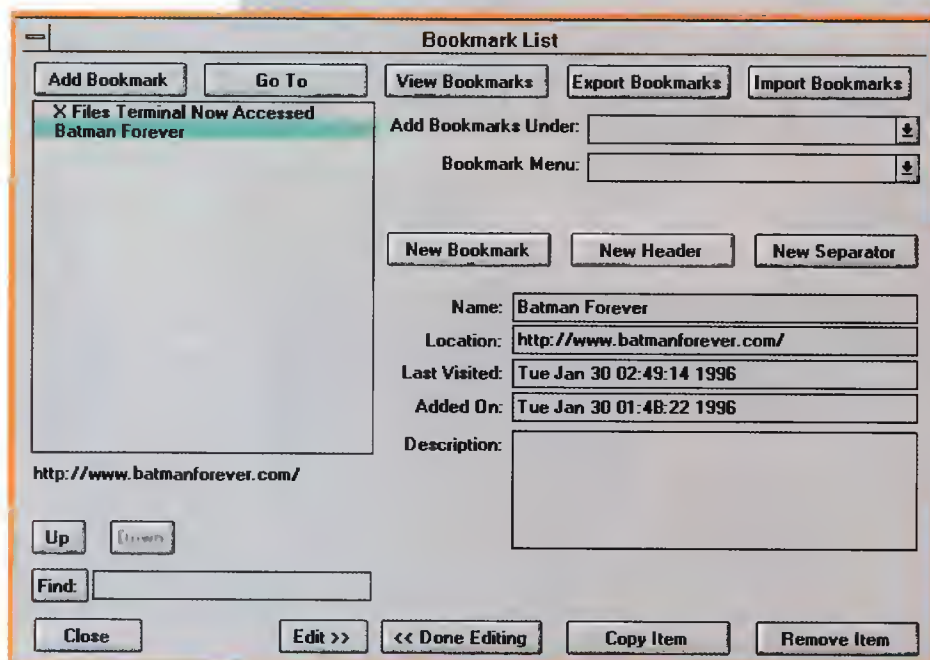 Bookmark List
Add Bookmark
Go To
View Bookmarks
Export Bookmarks
Import Bookmarks
X Files Terminal Now Accessed
Batman Forever
Add Bookmarks Under:
Bookmark Menu:
New Bookmark
New Header
New Separator
Name: Batman Forever
Location: http://www.batmanforever.com/
Last Visited: Tue Jan 30 02:49:14 1996
Added On: Tue Jan 30 01:48:22 1996
Description:
http://www.batmanforever.com/
Up
Down
Find:
Close
Edit >>
<< Done Editing
Copy Item
Remove Item